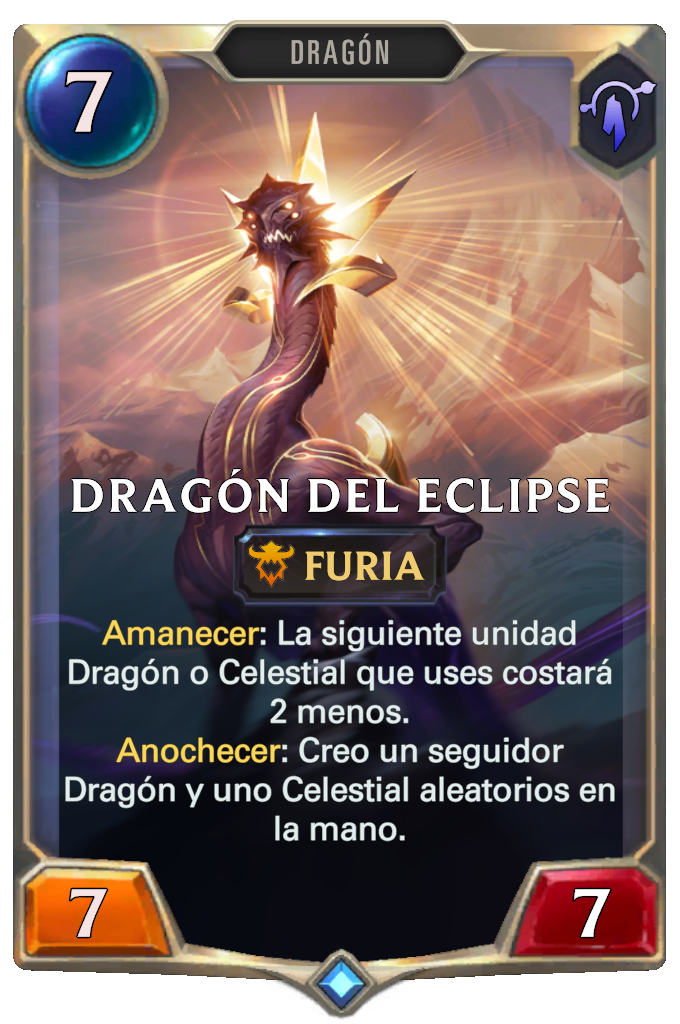 DRAGÓN
7
DRAGÓN DEL ECLIPSE
FURIA
Amanecer: La siguiente unidad
Dragón o Celestial que uses costará
2 menos.
Anochecer: Creo un seguidor
Dragón y uno Celestial aleatorios en
la mano.
7
7